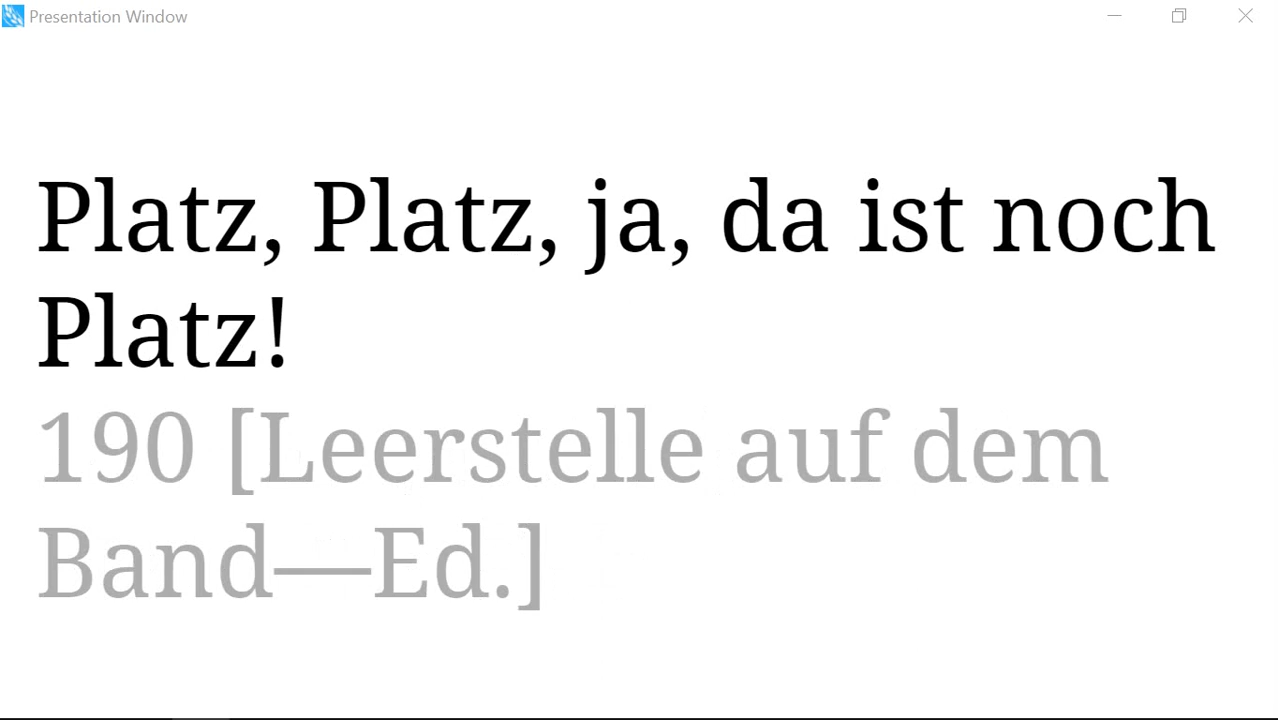 Presentation Window
Platz, Platz, ja, da ist noch
Platz!
190 [Leerstelle auf dem
Band—Ed.]